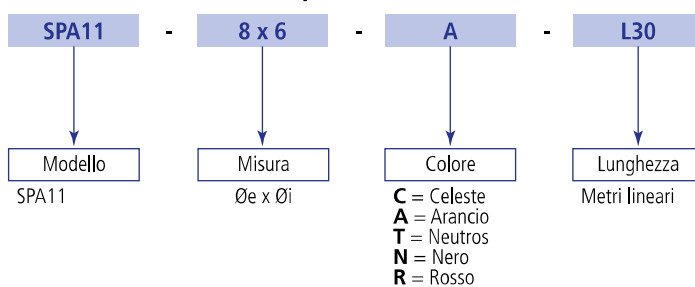 SPA11 - 8 x 6 - A - L30
Modello Misura Colore Lunghezza
SPA11 Øe x Øi C = Celeste Metri lineari
A = Arancio
T = Neutros
N = Nero
R = Rosso